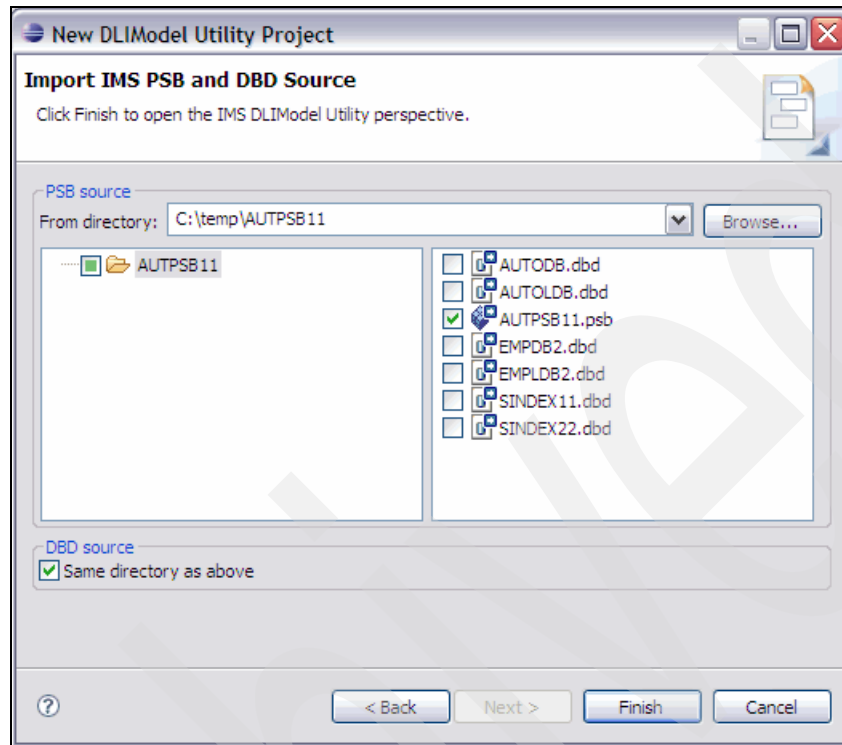 New DLIModel Utility Project
Import IMS PSB and DBD Source
Click Finish to open the IMS DLIModel Utility perspective.
PSB source
From directory: C:\temp\AUTPSB11 Browse...
AUTPSB11
AUTODB.dbd
AUTOLDB.dbd
AUTPSB11.psb
EMPDB2.dbd
EMPLDB2.dbd
SINDEX11.dbd
SINDEX22.dbd
DBD source
Same directory as above
? < Back Next > Finish Cancel